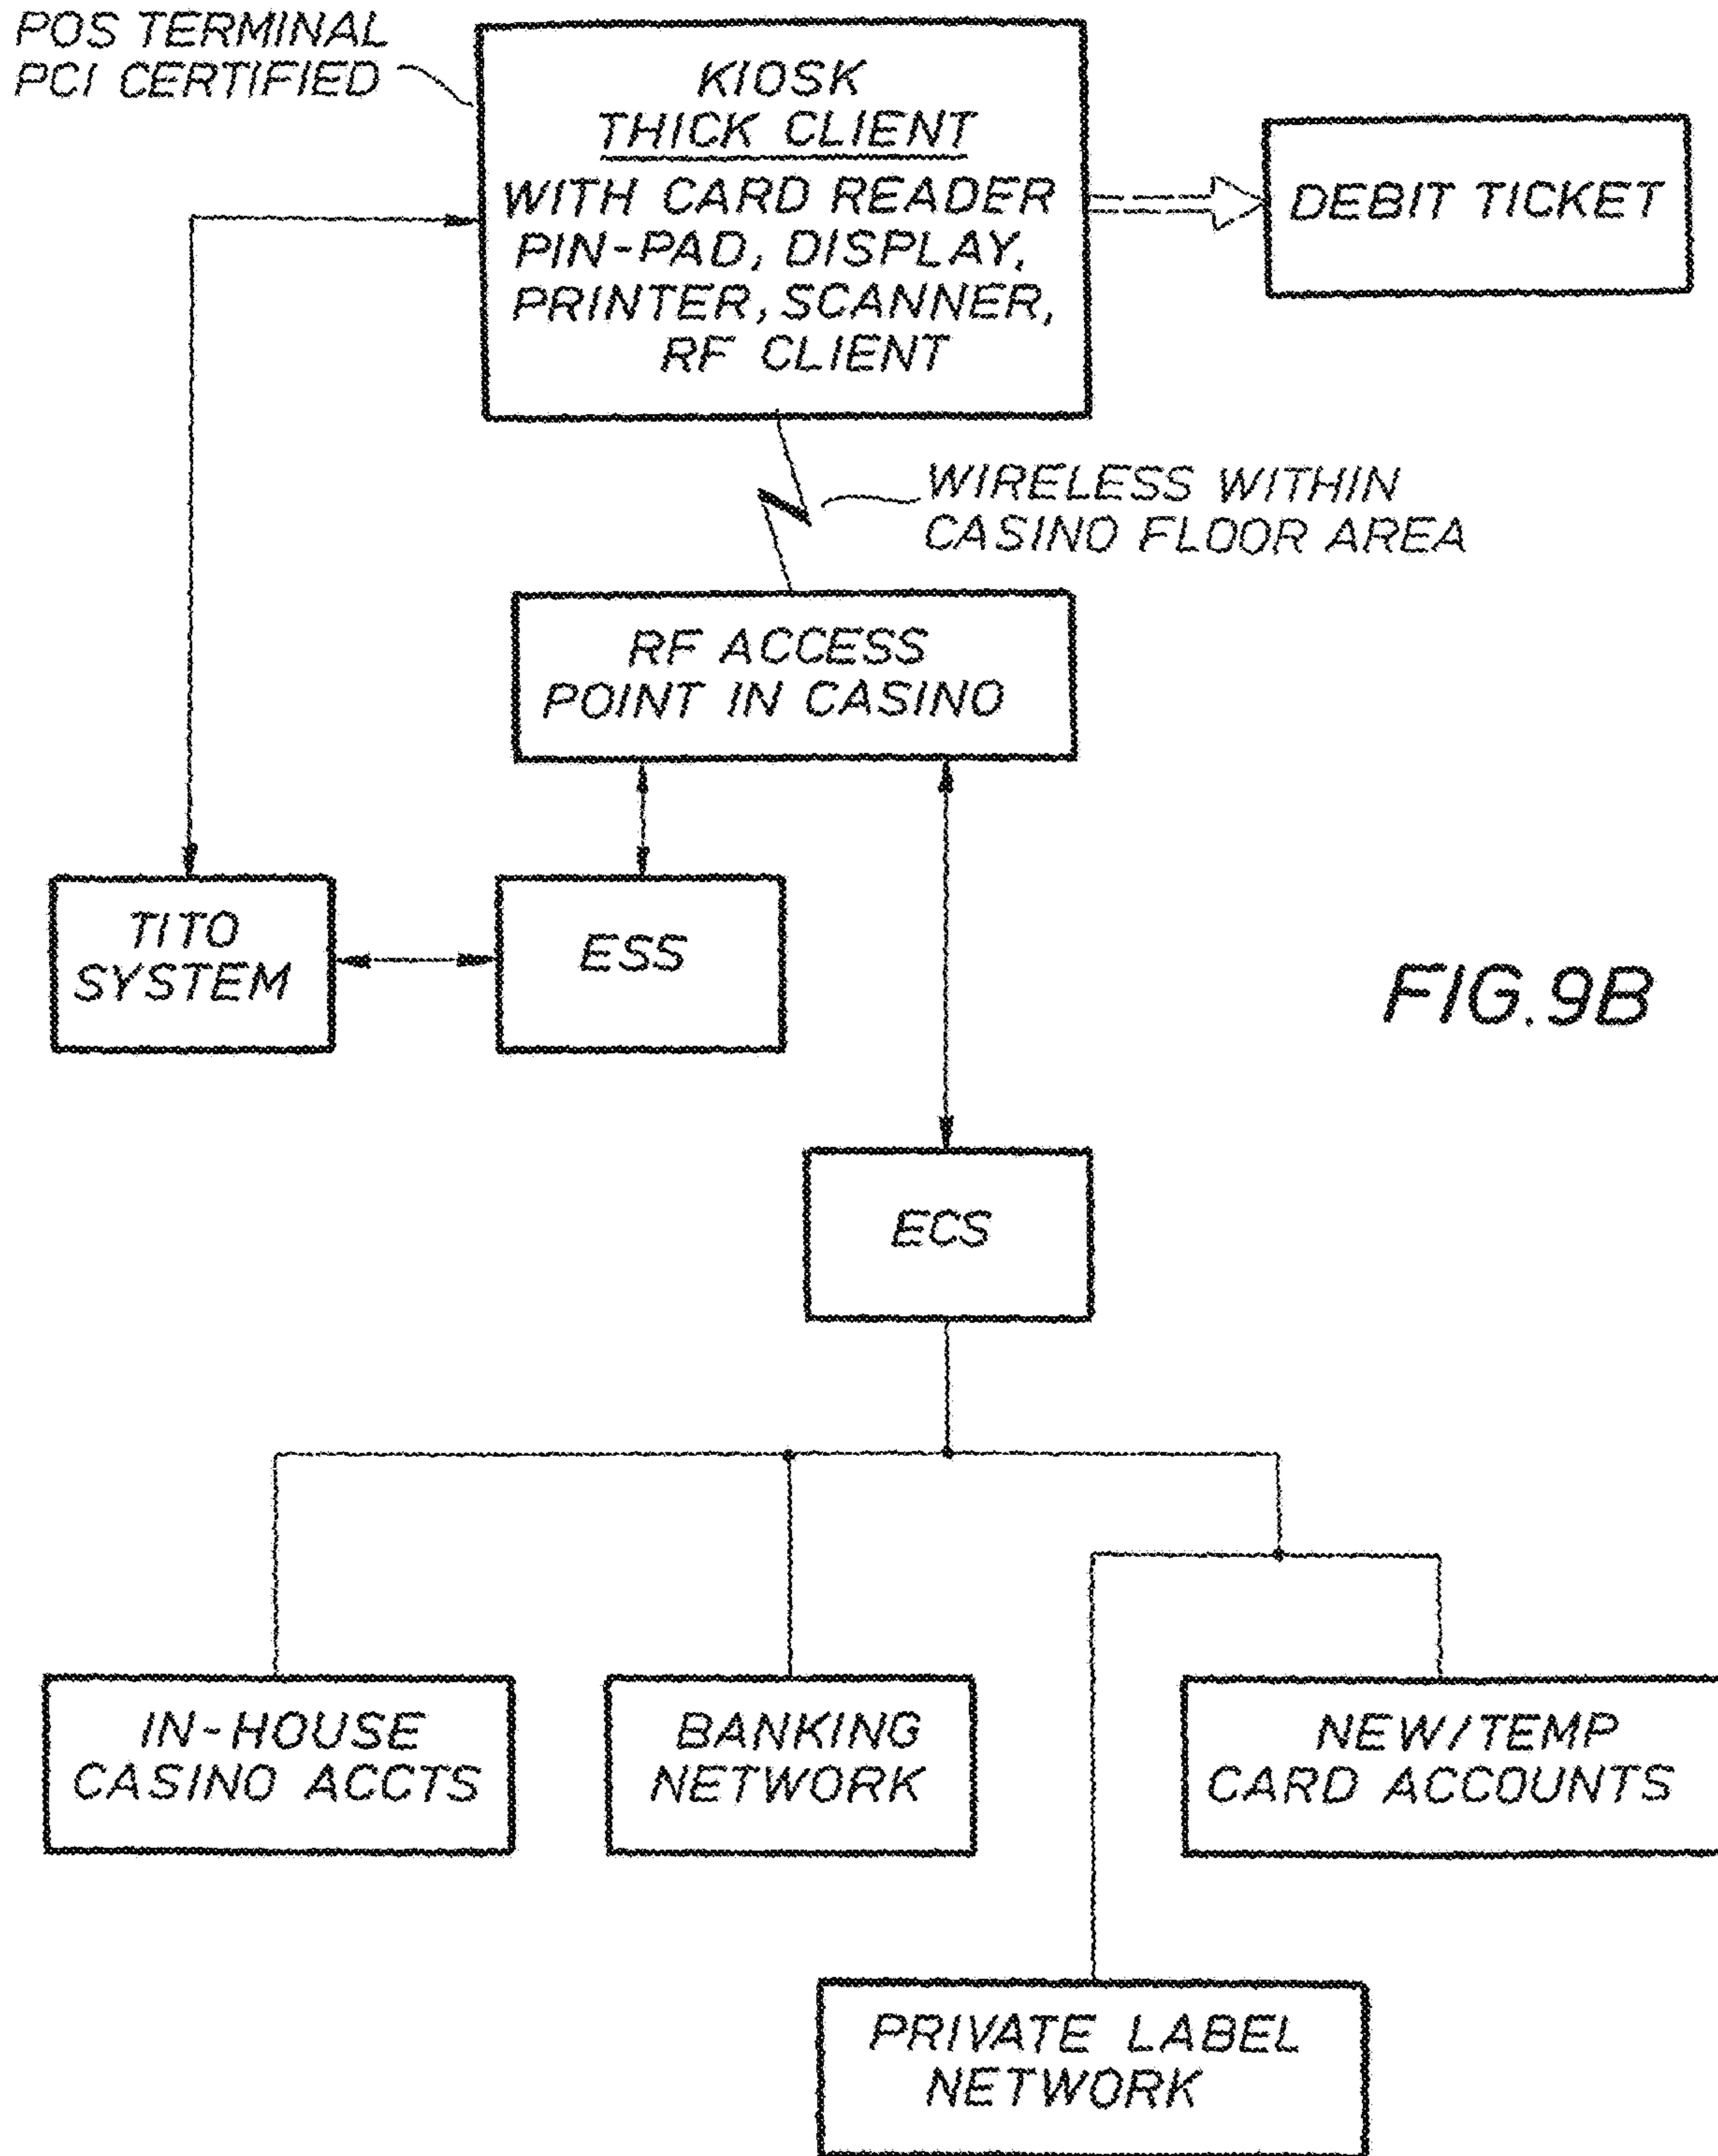 POS TERMINAL
PCI CERTIFIED
KIOSK
THICK CLIENT
WITH CARD READER
PIN-PAD, DISPLAY,
PRINTER, SCANNER,
RF CLIENT
DEBIT TICKET
WIRELESS WITHIN
CASINO FLOOR AREA
RF ACCESS
POINT IN CASINO
TITO
SYSTEM
ESS
FIG.9B
ECS
IN-HOUSE
CASINO ACCTS
BANKING
NETWORK
NEW/TEMP
CARD ACCOUNTS
PRIVATE LABEL
NETWORK